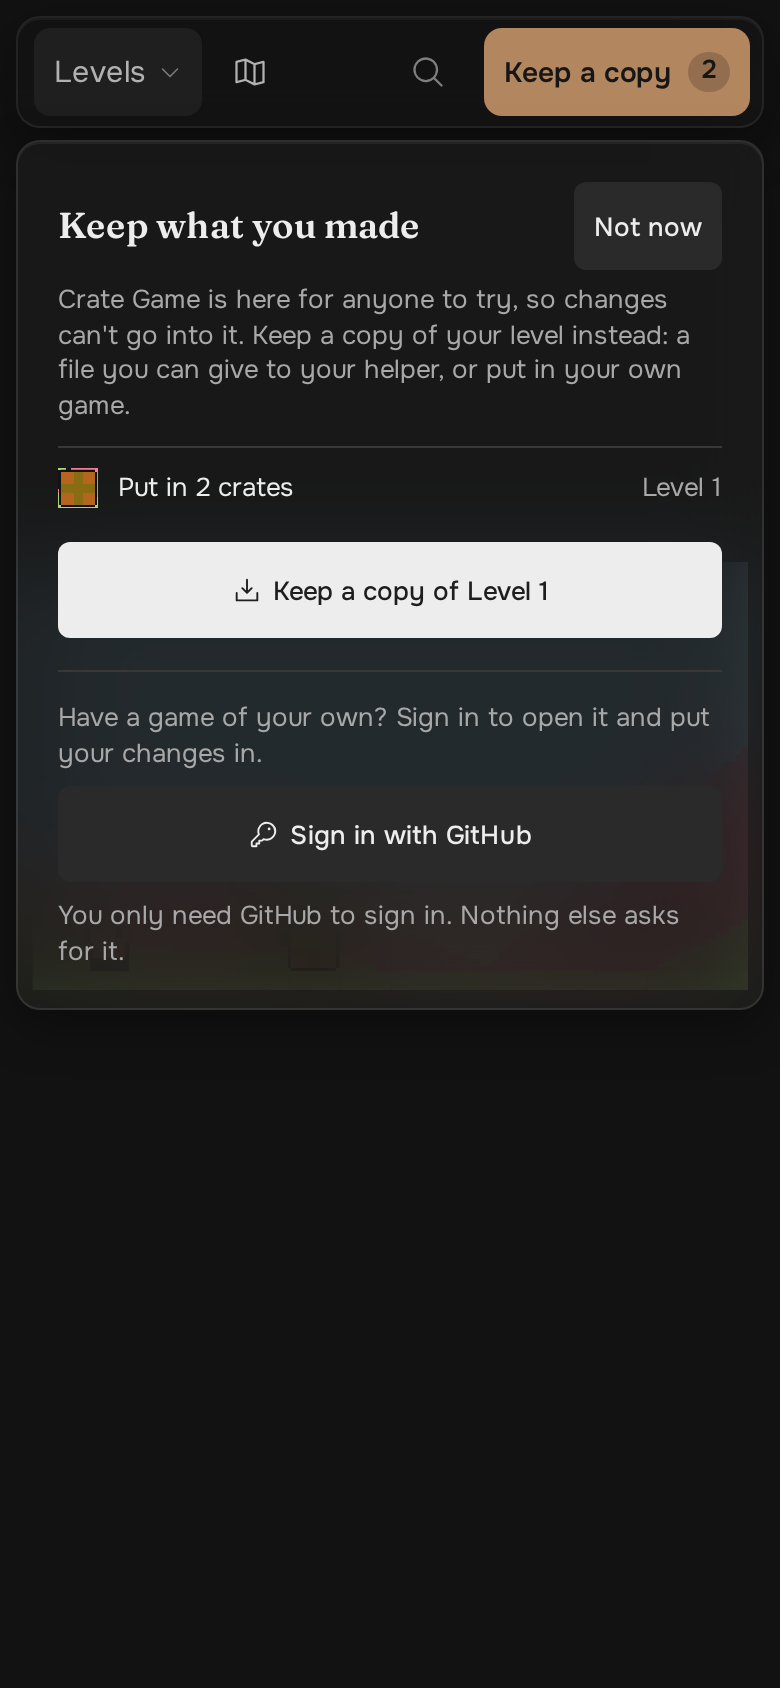 Levels
Keep a copy 2
Keep what you made
Not now
Crate Game is here for anyone to try, so changes
can't go into it. Keep a copy of your level instead: a
file you can give to your helper, or put in your own
game.
Put in 2 crates
Level 1
Keep a copy of Level 1
Have a game of your own? Sign in to open it and put
your changes in.
Sign in with GitHub
You only need GitHub to sign in. Nothing else asks
for it.